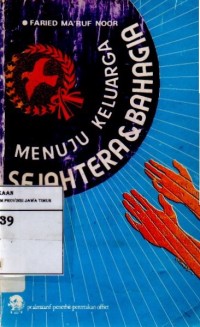 • FARIED MA'RUF NOOR
MENUJU KELUARGA
SEJAHTERA & BAHAGIA
KAAN
PROVINSI JAWA TIMUR
39